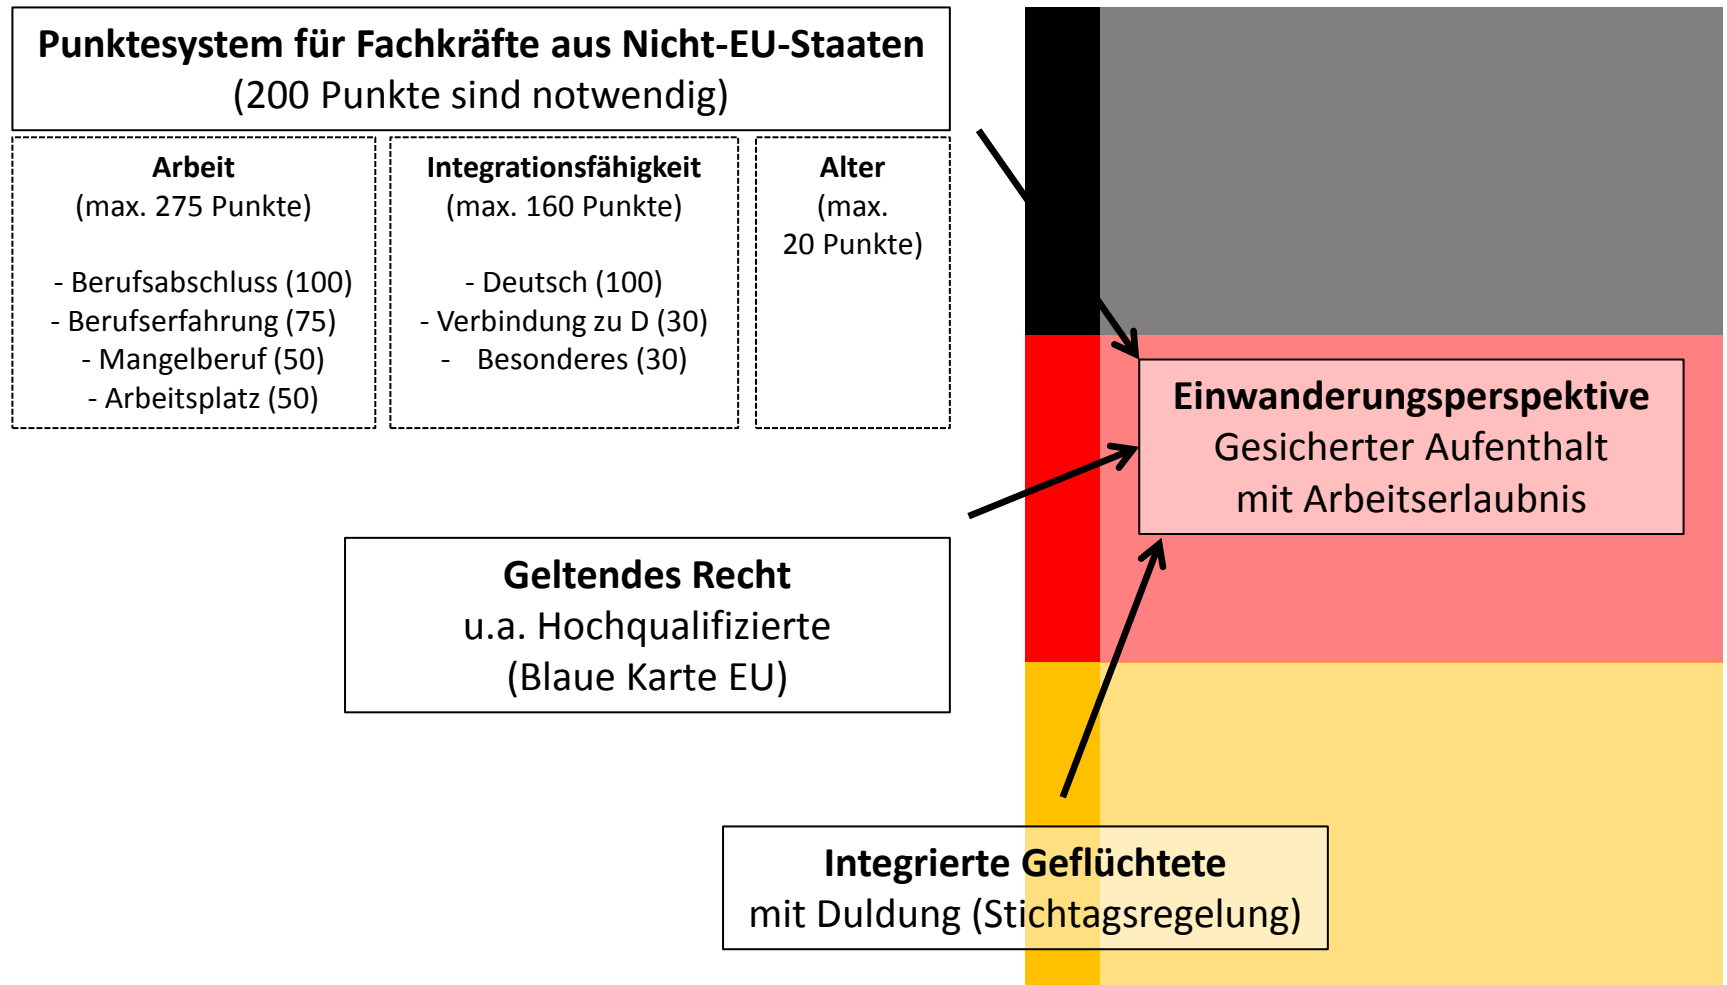 Punktesystem für Fachkräfte aus Nicht-EU-Staaten
(200 Punkte sind notwendig)
Arbeit
(max. 275 Punkte)
- Berufsabschluss (100)
- Berufserfahrung (75)
- Mangelberuf (50)
- Arbeitsplatz (50)
Integrationsfähigkeit
(max. 160 Punkte)
- Deutsch (100)
- Verbindung zu D (30)
- Besonderes (30)
Alter
(max.
20 Punkte)
Einwanderungsperspektive
Gesicherter Aufenthalt
mit Arbeitserlaubnis
Geltendes Recht
u.a. Hochqualifizierte
(Blaue Karte EU)
Integrierte Geflüchtete
mit Duldung (Stichtagsregelung)